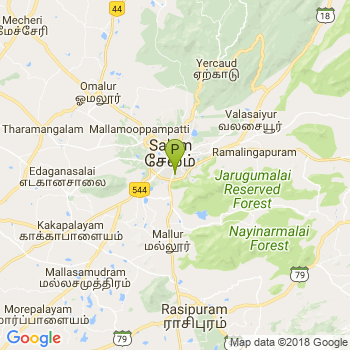 44
Mecheri
மேச்சேரி
Yercaud
ஏற்காடு
18
Omalur
ஓமலூர்
Valasaiyur
வலசையூர்
Tharamangalam
Mallamooppampatti
P
சேலம்
Ramalingapuram
Edaganasalai
எடகானசாலை
544
Jarugumalai
Reserved
Forest
Kakapalayam
காக்காபாளையம்
Mallur
மல்லூர்
Nayinarmalai
Forest
Mallasamudram
மல்லசமுத்திரம்
79
Morepalayam
மோர்ப்பாளையம்
79
Rasipuram
ராசிபுரம்
Google
Map data ©2018 Google